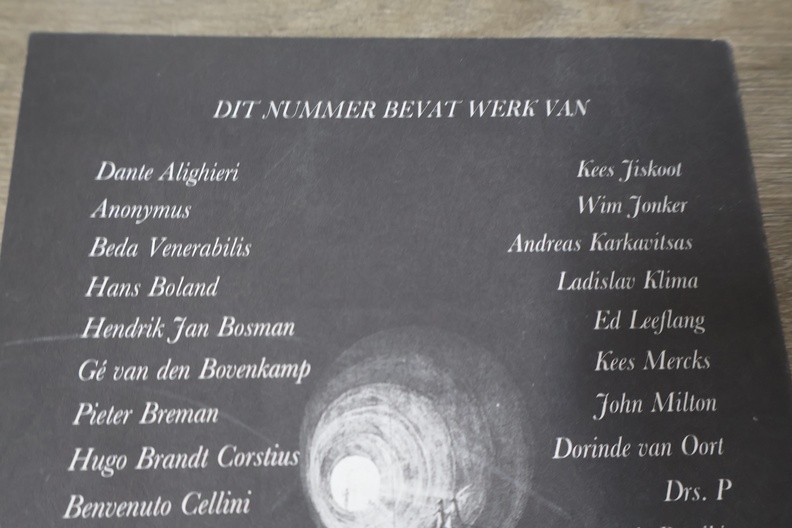 DIT NUMMER BEVAT WERK VAN
Dante Alighieri
Anonymus
Beda Venerabilis
Hans Boland
Hendrik Jan Bosman
Gé van den Bovenkamp
Pieter Breman
Hugo Brandt Corstius
Benvenuto Cellini
Kees Jiskoot
Wim Jonker
Andreas Karkavitsas
Ladislav Klima
Ed Leeflang
Kees Mercks
John Milton
Dorinde van Oort
Drs. P